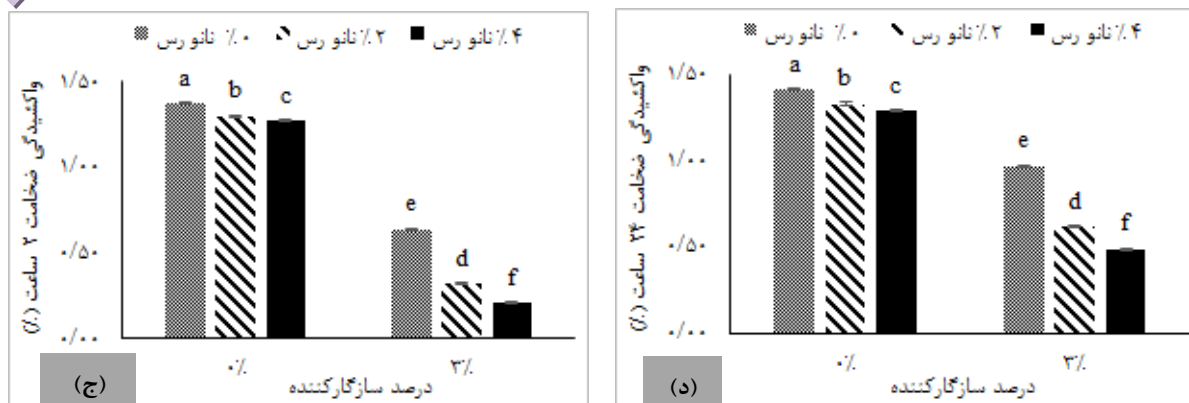 ۰٪ نانو رس ۲٪ نانو رس ۴٪ نانو رس
واکشیدگی ضخامت ۲ ساعت (٪)
۱/۵۰
۱/۰۰
۰/۵۰
۰/۰۰
a
b
c
e
d
f
۰٪
۳٪
درصد سازگارکننده
(ج)
۰٪ نانو رس ۲٪ نانو رس ۴٪ نانو رس
واکشیدگی ضخامت ۲۴ ساعت (٪)
۱/۵۰
۱/۰۰
۰/۵۰
۰/۰۰
a
b
c
e
d
f
۰٪
۳٪
درصد سازگارکننده
(د)